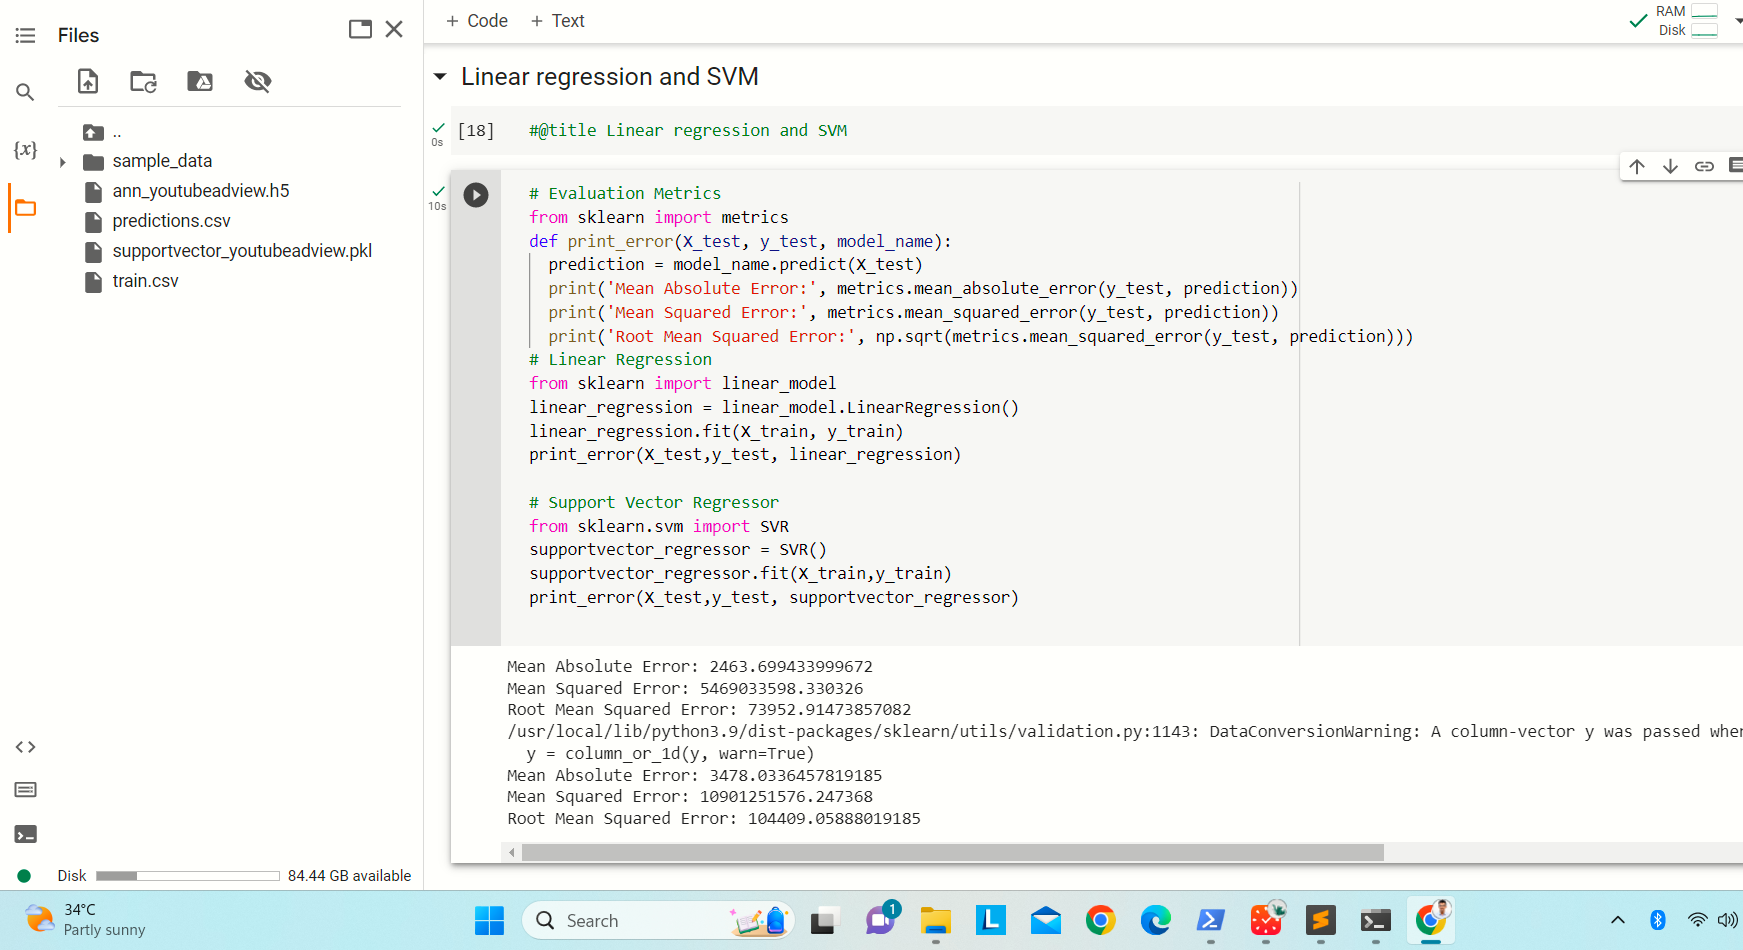 Files
+ Code + Text
RAM
Disk
Linear regression and SVM
..
sample_data
ann_youtubeadview.h5
predictions.csv
supportvector_youtubeadview.pkl
train.csv
{x}
0s
[18]
#@title Linear regression and SVM
10s
# Evaluation Metrics
from sklearn import metrics
def print_error(X_test, y_test, model_name):
prediction = model_name.predict(X_test)
print('Mean Absolute Error:', metrics.mean_absolute_error(y_test, prediction))
print('Mean Squared Error:', metrics.mean_squared_error(y_test, prediction))
print('Root Mean Squared Error:', np.sqrt(metrics.mean_squared_error(y_test, prediction)))
# Linear Regression
from sklearn import linear_model
linear_regression = linear_model.LinearRegression()
linear_regression.fit(X_train, y_train)
print_error(X_test,y_test, linear_regression)
# Support Vector Regressor
from sklearn.svm import SVR
supportvector_regressor = SVR()
supportvector_regressor.fit(X_train,y_train)
print_error(X_test,y_test, supportvector_regressor)
Mean Absolute Error: 2463.699433999672
Mean Squared Error: 5469033598.330326
Root Mean Squared Error: 73952.91473857082
/usr/local/lib/python3.9/dist-packages/sklearn/utils/validation.py:1143: DataConversionWarning: A column-vector y was passed when
y = column_or_1d(y, warn=True)
Mean Absolute Error: 3478.0336457819185
Mean Squared Error: 10901251576.247368
Root Mean Squared Error: 104409.05888019185
Disk
84.44 GB available
34°C
Partly sunny
Search
1
L